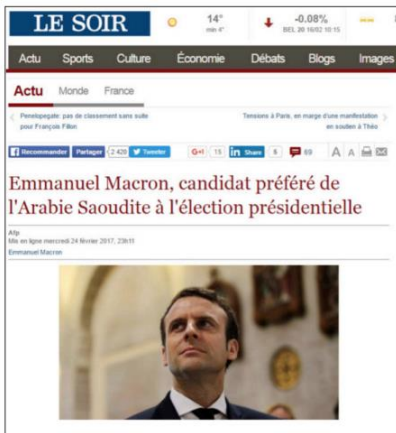 LE SOIR
14°
min 4°
-0.08%
BEL 20 16/02 10:15
Actu Sports Culture Économie Débats Blogs Images
Actu Monde France
Penelopegate: pas de classement sans suite
pour François Fillon
Tensions à Paris, en marge d'une manifestation
en soutien à Théo
Recommander Partager 2 420 Tweeter G+1 15 in Share 6 69 A A
Emmanuel Macron, candidat préféré de
l'Arabie Saoudite à l'élection présidentielle
Afp
Mis en ligne mercredi 24 février 2017, 23h11
Emmanuel Macron